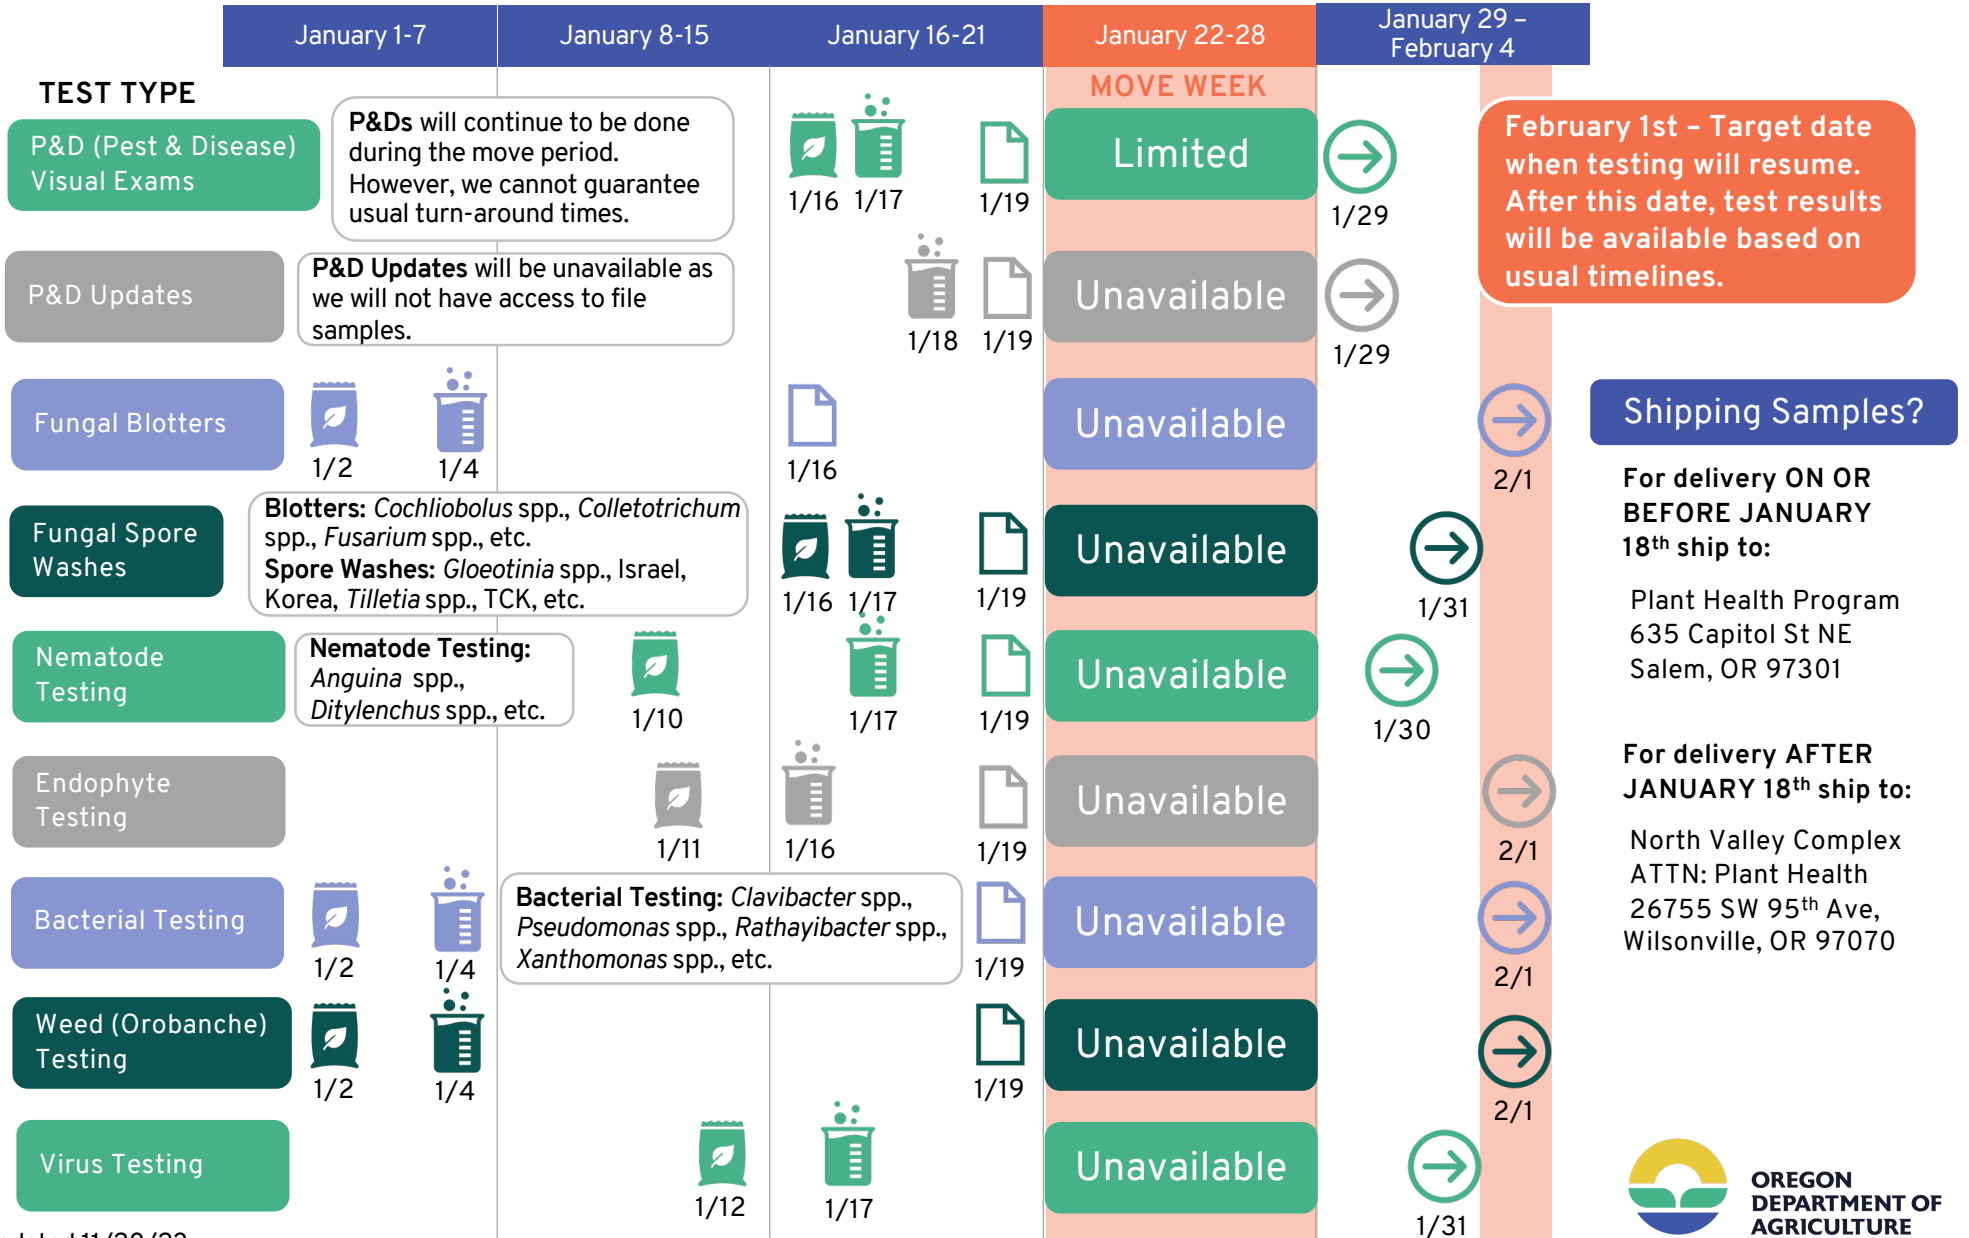 January 1-7
January 8-15
January 16-21
January 22-28
January 29 –
February 4
TEST TYPE
MOVE WEEK
P&D (Pest & Disease)
Visual Exams
P&Ds will continue to be done
during the move period.
However, we cannot guarantee
usual turn-around times.
1/16
1/17
1/19
Limited
1/29
February 1st – Target date
when testing will resume.
After this date, test results
will be available based on
usual timelines.
P&D Updates
P&D Updates will be unavailable as
we will not have access to file
samples.
1/18
1/19
Unavailable
1/29
Fungal Blotters
1/2
1/4
1/16
Unavailable
2/1
Fungal Spore
Washes
Blotters: Cochliobolus spp., Colletotrichum
spp., Fusarium spp., etc.
Spore Washes: Gloeotinia spp., Israel,
Korea, Tilletia spp., TCK, etc.
1/16
1/17
1/19
Unavailable
1/31
Nematode
Testing
Nematode Testing:
Anguina spp.,
Ditylenchus spp., etc.
1/10
1/17
1/19
Unavailable
1/30
Endophyte
Testing
1/11
1/16
1/19
Unavailable
2/1
Bacterial Testing
1/2
1/4
Bacterial Testing: Clavibacter spp.,
Pseudomonas spp., Rathayibacter spp.,
Xanthomonas spp., etc.
1/19
Unavailable
2/1
Weed (Orobanche)
Testing
1/2
1/4
1/19
Unavailable
2/1
Virus Testing
1/12
1/17
Unavailable
1/31
Shipping Samples?
For delivery ON OR
BEFORE JANUARY
18th ship to:
Plant Health Program
635 Capitol St NE
Salem, OR 97301
For delivery AFTER
JANUARY 18th ship to:
North Valley Complex
ATTN: Plant Health
26755 SW 95th Ave,
Wilsonville, OR 97070
OREGON
DEPARTMENT OF
AGRICULTURE